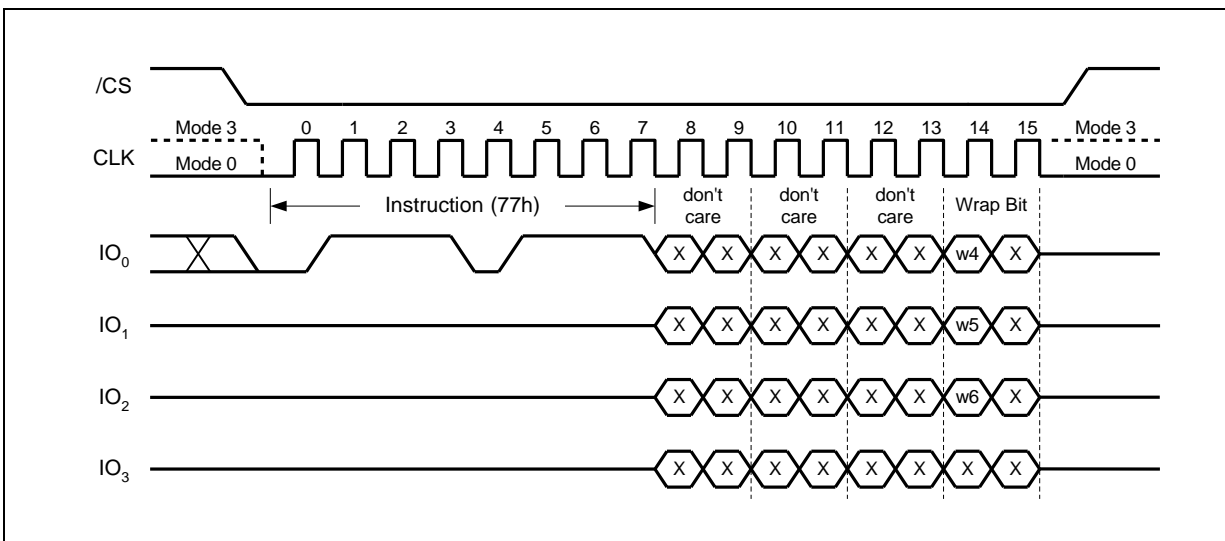 /CS
Mode 3 0 1 2 3 4 5 6 7 8 9 10 11 12 13 14 15 Mode 3
CLK Mode 0 Mode 0
Instruction (77h) don't care don't care don't care Wrap Bit
IO0 X X X X X X w4 X
IO1 X X X X X X w5 X
IO2 X X X X X X w6 X
IO3 X X X X X X X X